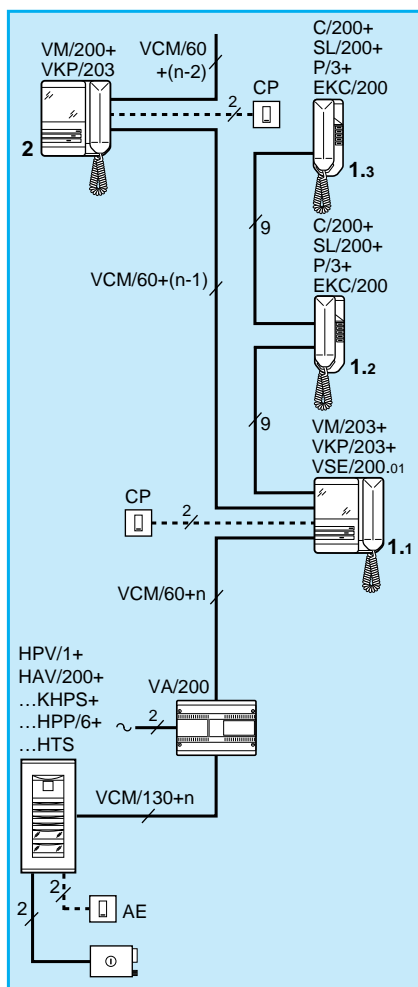 VM/200+
VKP/203
VCM/60
+(n-2)
C/200+
SL/200+
P/3+
EKC/200
2
CP
2
1.3
9
VCM/60+(n-1)
C/200+
SL/200+
P/3+
EKC/200
1.2
9
VM/203+
VKP/203+
VSE/200.01
CP
2
1.1
VCM/60+n
HPV/1+
HAV/200+
...KHPS+
...HPP/6+
...HTS
VA/200
~
2
VCM/130+n
2
2
AE